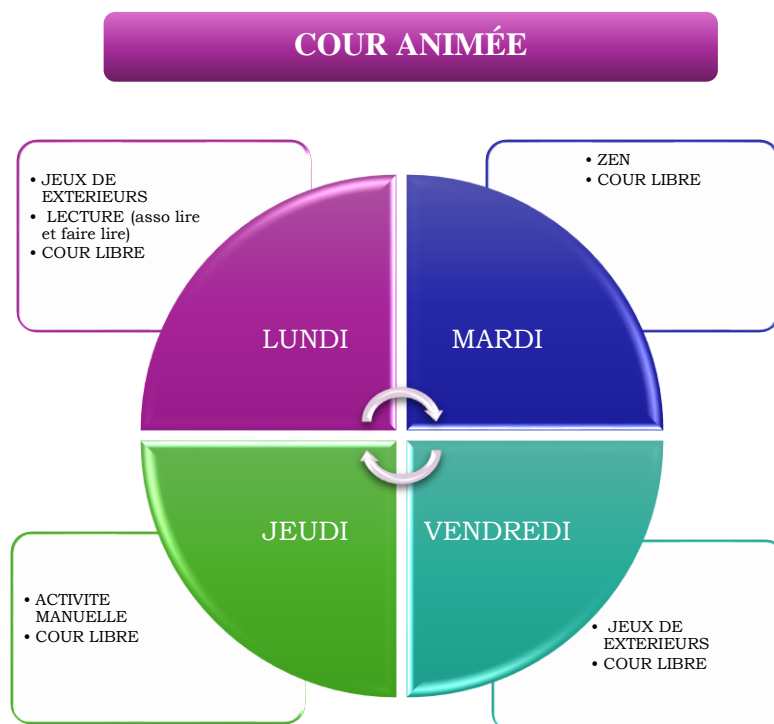 COUR ANIMÉE
• JEUX DE
EXTERIEURS
• LECTURE (asso lire
et faire lire)
• COUR LIBRE
• ZEN
• COUR LIBRE
LUNDI
MARDI
JEUDI
VENDREDI
• ACTIVITE
MANUELLE
• COUR LIBRE
• JEUX DE
EXTERIEURS
• COUR LIBRE